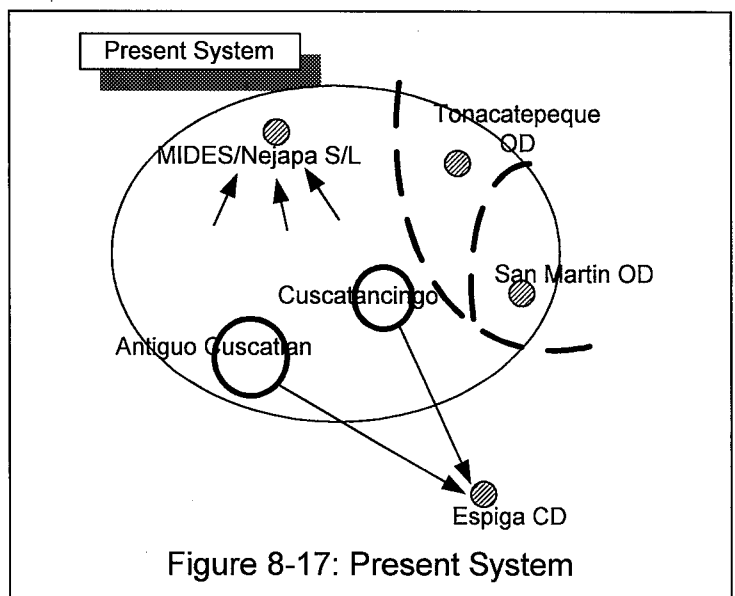 Present System
Tonacatepeque
OD
MIDES/Nejapa S/L
San Martin OD
Cuscatancingo
Antiguo Cuscatlan
Espiga CD
Figure 8-17: Present System